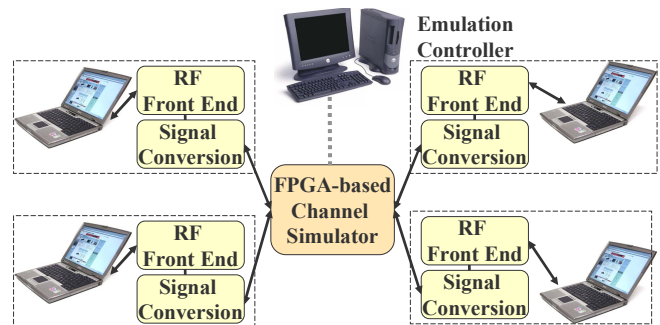 Emulation
Controller
RF
Front End
Signal
Conversion
RF
Front End
Signal
Conversion
FPGA-based
Channel
Simulator
RF
Front End
Signal
Conversion
RF
Front End
Signal
Conversion